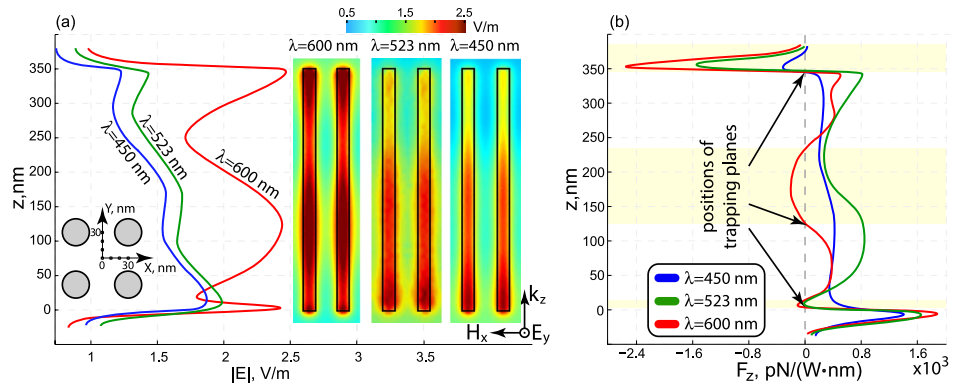 (a)
0.5
1.5
2.5
V/m
λ=600 nm
λ=523 nm
λ=450 nm
350
300
250
200
150
100
50
0
z,nm
λ=450 nm
λ=523 nm
λ=600 nm
Y, nm
30
0
30
X, nm
k_z
H_x
E_y
1
1.5
2
2.5
3
3.5
|E|, V/m
(b)
350
300
250
200
150
100
50
0
z,nm
positions of
trapping planes
λ=450 nm
λ=523 nm
λ=600 nm
−2.4
−1.6
−0.8
0
0.8
1.6
×10³
F_z, pN/(W•nm)